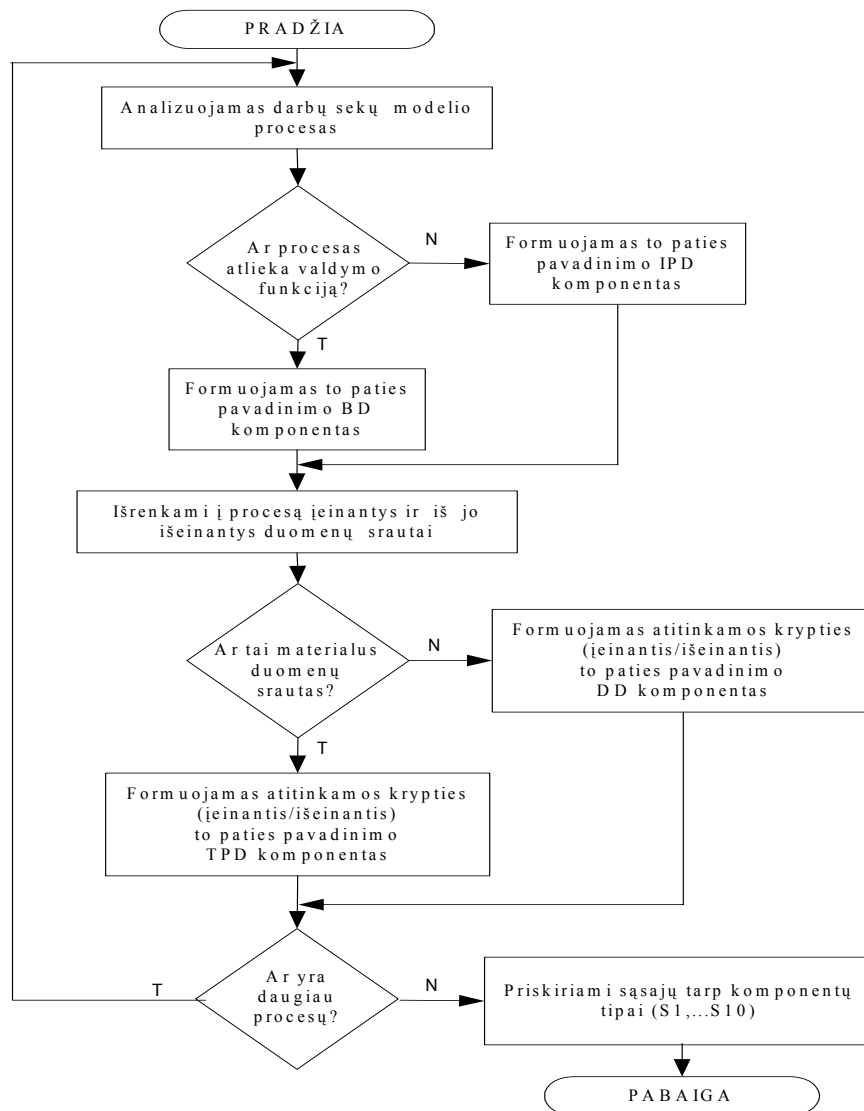 PRADŽIA
Analizuojamas darbų sekų modelio
procesas
Ar procesas
atlieka valdymo
funkciją?
N
Formuojamas to paties
pavadinimo IPD
komponentas
T
Formuojamas to paties
pavadinimo BD
komponentas
Išrenkami į procesą įeinantys ir iš jo
išeinantys duomenų srautai
Ar tai materialus
duomenų
srautas?
N
Formuojamas atitinkamos krypties
(įeinantis/išeinantis)
to paties pavadinimo
DD komponentas
T
Formuojamas atitinkamos krypties
(įeinantis/išeinantis)
to paties pavadinimo
TPD komponentas
T
Ar yra
daugiau
procesų?
N
Priskiriami sąsajų tarp komponentų
tipai (S1,...S10)
PABAIGA